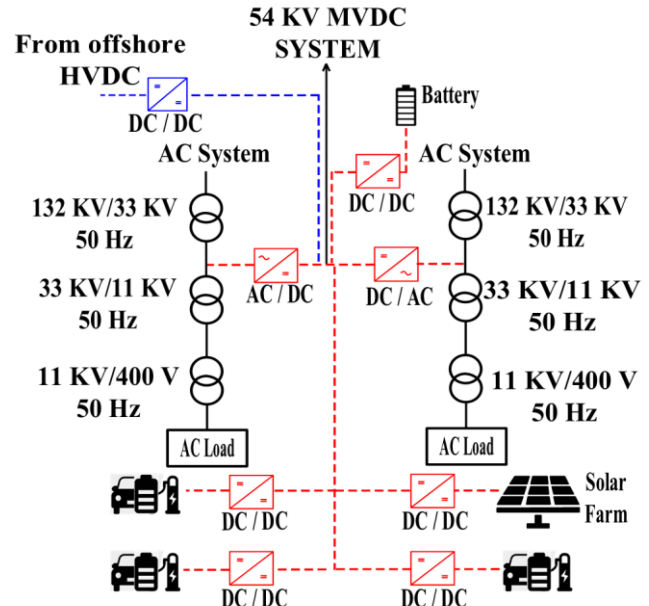 54 KV MVDC
SYSTEM
From offshore
HVDC
DC / DC
Battery
DC / DC
AC System
AC System
132 KV/33 KV
50 Hz
132 KV/33 KV
50 Hz
AC / DC
DC / AC
33 KV/11 KV
50 Hz
33 KV/11 KV
50 Hz
11 KV/400 V
50 Hz
11 KV/400 V
50 Hz
AC Load
AC Load
DC / DC
DC / DC
Solar
Farm
DC / DC
DC / DC